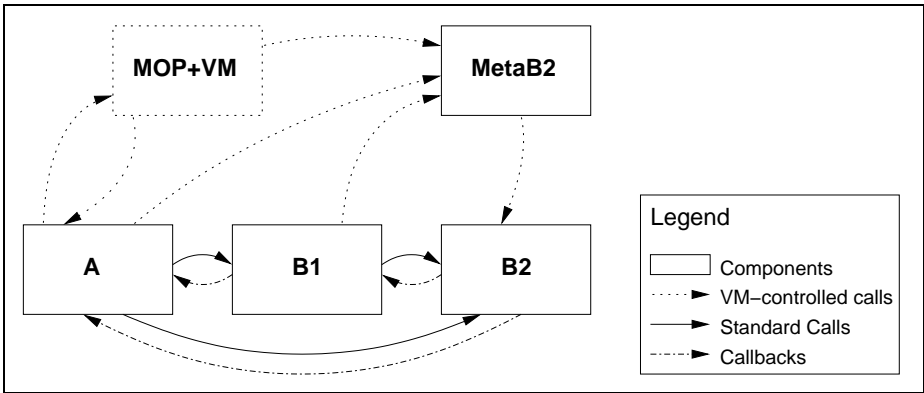 MOP+VM
MetaB2
A
B1
B2
Legend
Components
VM−controlled calls
Standard Calls
Callbacks